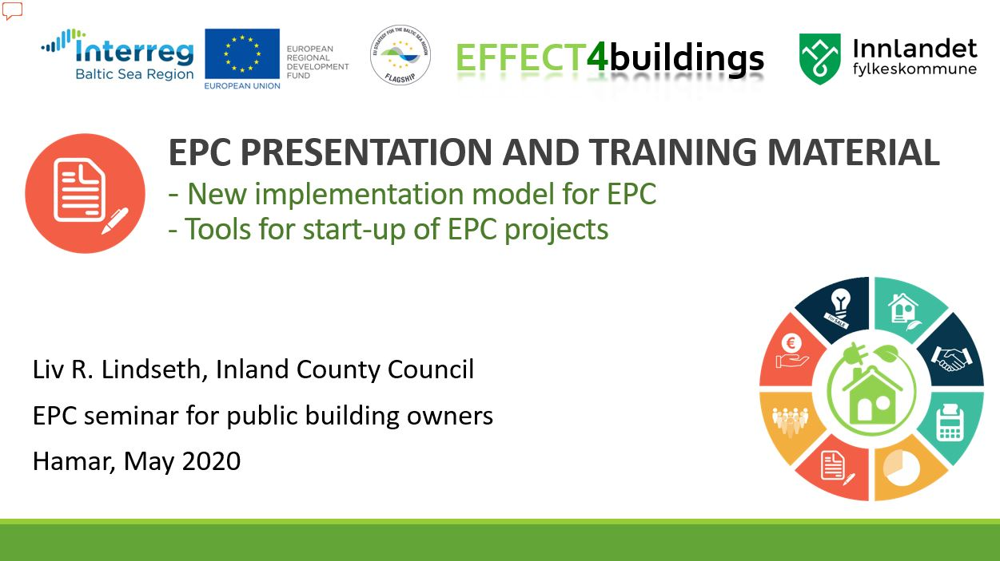 Interreg
Baltic Sea Region
EUROPEAN UNION
EUROPEAN
REGIONAL
DEVELOPMENT
FUND
EU STRATEGY FOR THE BALTIC SEA REGION
FLAGSHIP
EFFECT4buildings
Innlandet
fylkeskommune
EPC PRESENTATION AND TRAINING MATERIAL
- New implementation model for EPC
- Tools for start-up of EPC projects
Liv R. Lindseth, Inland County Council
EPC seminar for public building owners
Hamar, May 2020
For SALE
€